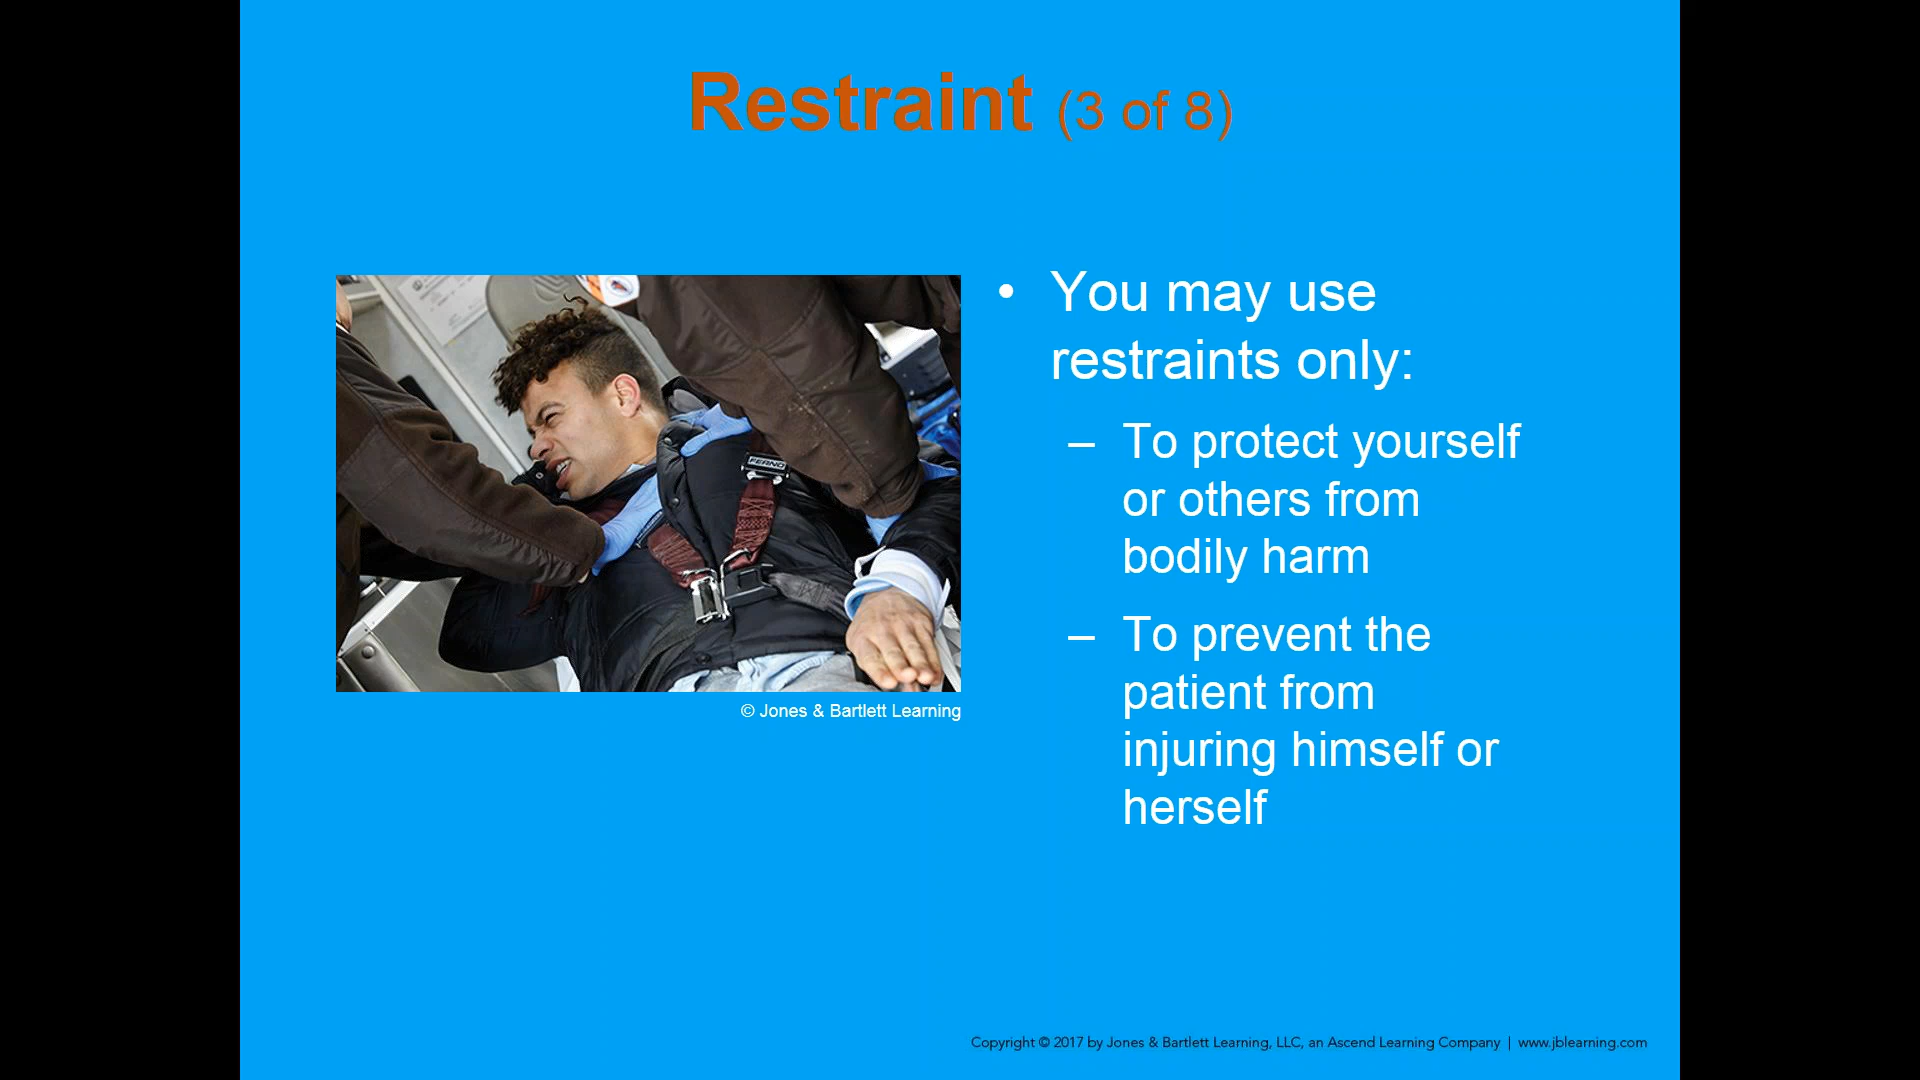 Restraint (3 of 8)
FERNO
© Jones & Bartlett Learning
• You may use
restraints only:
– To protect yourself
or others from
bodily harm
– To prevent the
patient from
injuring himself or
herself
Copyright © 2017 by Jones & Bartlett Learning, LLC, an Ascend Learning Company | www.jblearning.com